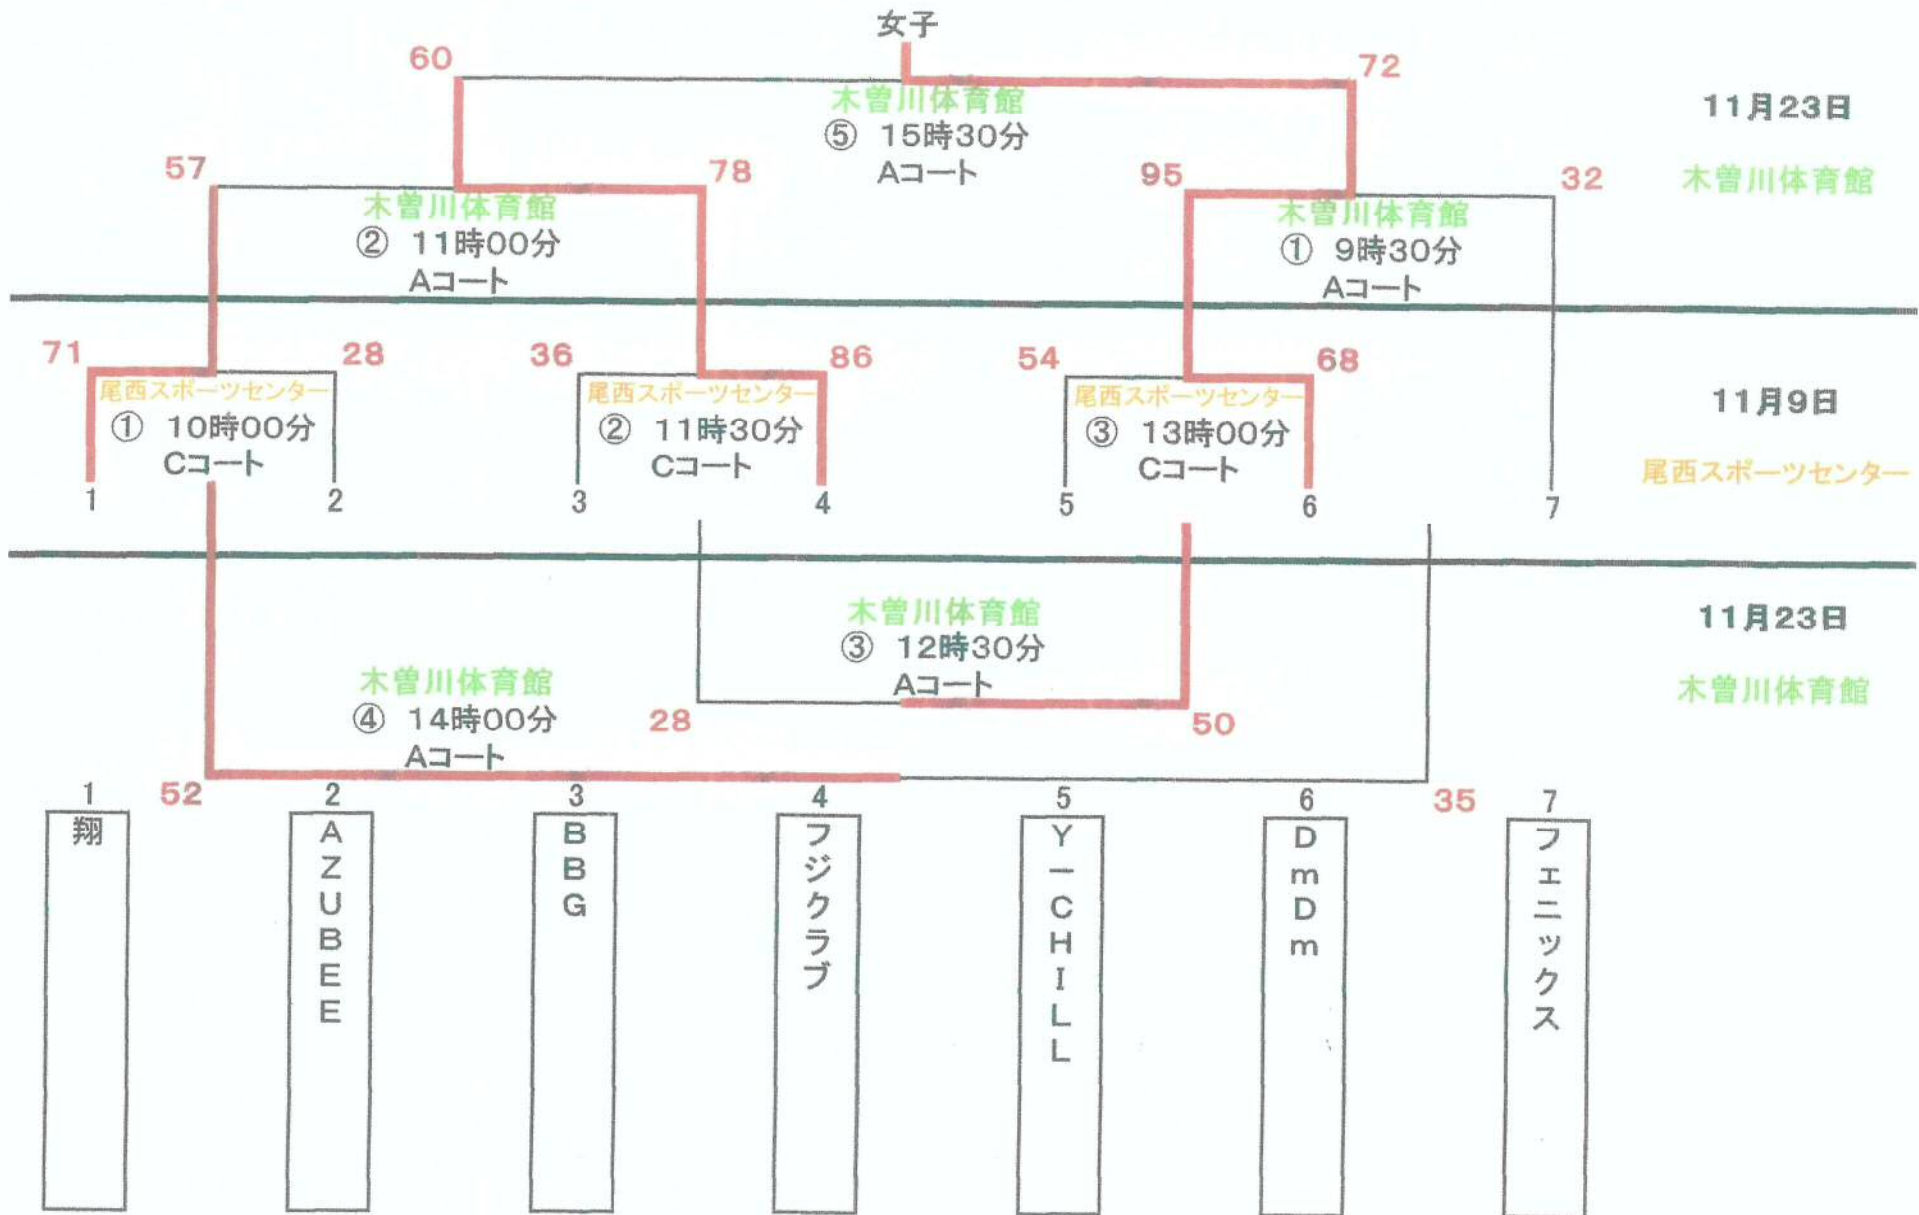 女子
60
72
木曽川体育館
⑤ 15時30分
Aコート
11月23日
木曽川体育館
57
78
95
32
木曽川体育館
② 11時00分
Aコート
木曽川体育館
① 9時30分
Aコート
71
28
36
86
54
68
尾西スポーツセンター
① 10時00分
Cコート
尾西スポーツセンター
② 11時30分
Cコート
尾西スポーツセンター
③ 13時00分
Cコート
11月9日
尾西スポーツセンター
1
2
3
4
5
6
7
木曽川体育館
③ 12時30分
Aコート
11月23日
木曽川体育館
木曽川体育館
④ 14時00分
Aコート
28
50
52
35
1
2
3
4
5
6
7
翔
AZUBEE
BBG
フジクラブ
Y－CHILL
DmDm
フェニックス